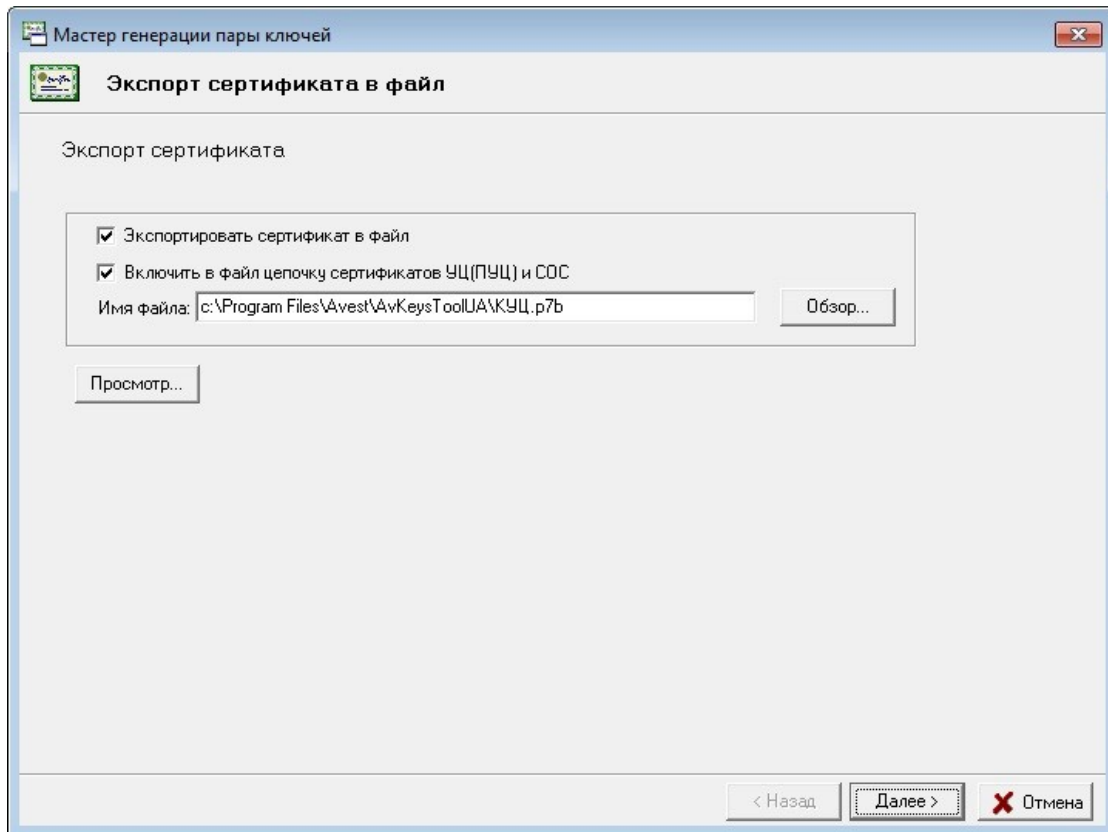 Мастер генерации пары ключей
Экспорт сертификата в файл
Экспорт сертификата
Экспортировать сертификат в файл
Включить в файл цепочку сертификатов УЦ(ПУЦ) и СОС
Имя файла: c:\Program Files\Avest\AvKeysToolUA\КУЦ.p7b Обзор...
Просмотр...
< Назад Далее > Отмена